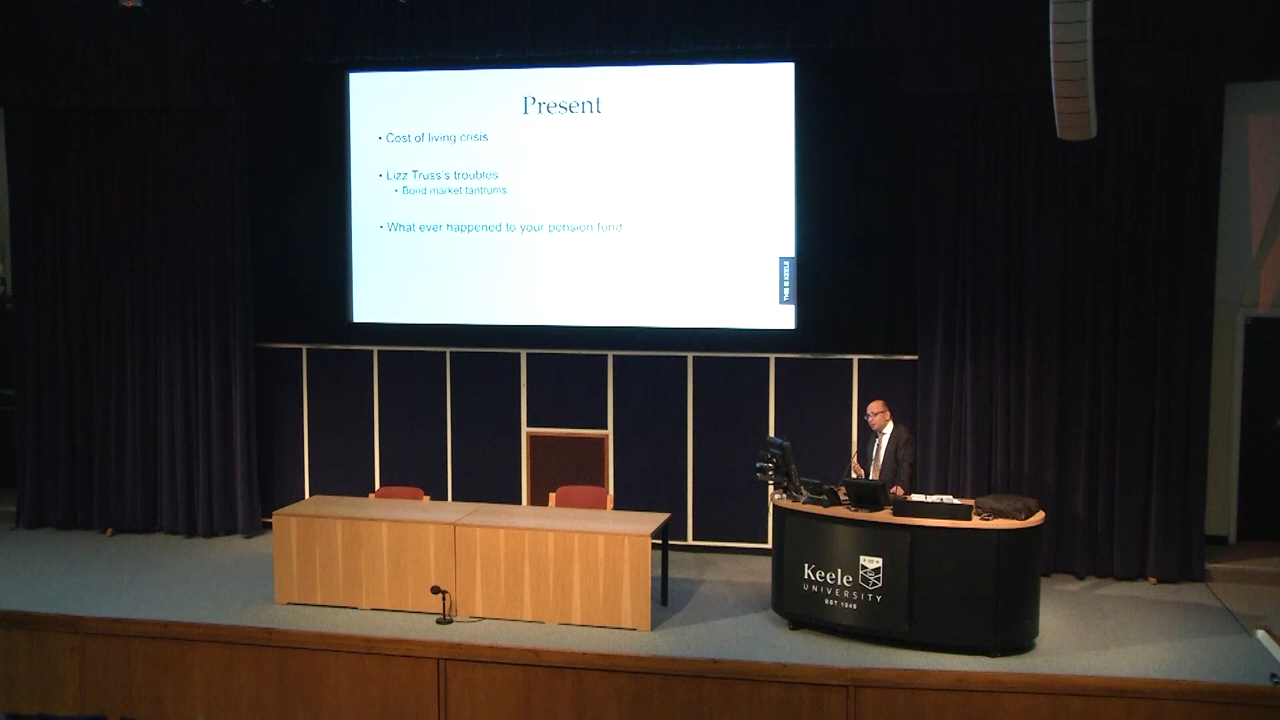 Present
• Cost of living crisis
• Lizz Truss's troubles
• Bond market tantrums
• What ever happened to your pension fund
THIS IS KEELE
Keele
UNIVERSITY
EST 1949